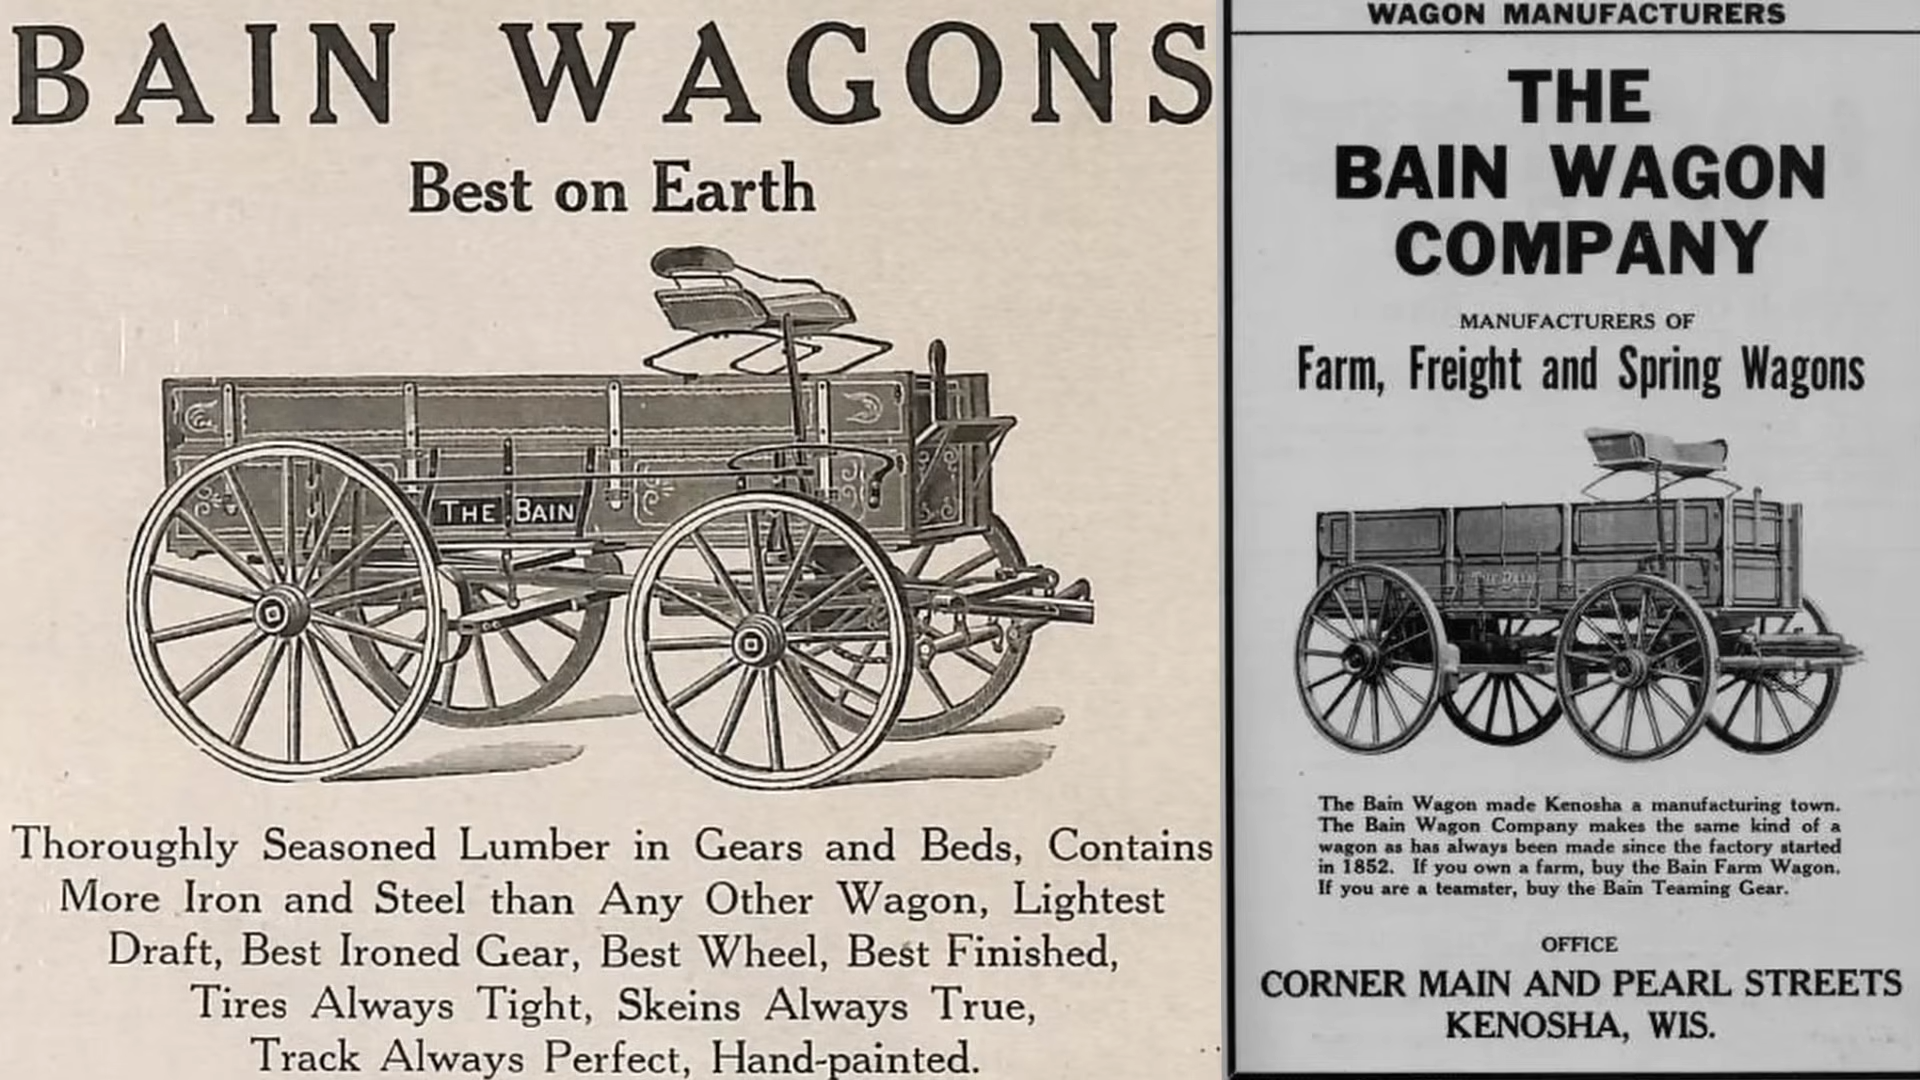 BAIN WAGONS
Best on Earth
THE BAIN
Thoroughly Seasoned Lumber in Gears and Beds, Contains
More Iron and Steel than Any Other Wagon, Lightest
Draft, Best Ironed Gear, Best Wheel, Best Finished,
Tires Always Tight, Skeins Always True,
Track Always Perfect, Hand-painted.
WAGON MANUFACTURERS
THE
BAIN WAGON
COMPANY
MANUFACTURERS OF
Farm, Freight and Spring Wagons
THE BAIN
The Bain Wagon made Kenosha a manufacturing town.
The Bain Wagon Company makes the same kind of a
wagon as has always been made since the factory started
in 1852. If you own a farm, buy the Bain Farm Wagon.
If you are a teamster, buy the Bain Teaming Gear.
OFFICE
CORNER MAIN AND PEARL STREETS
KENOSHA, WIS.